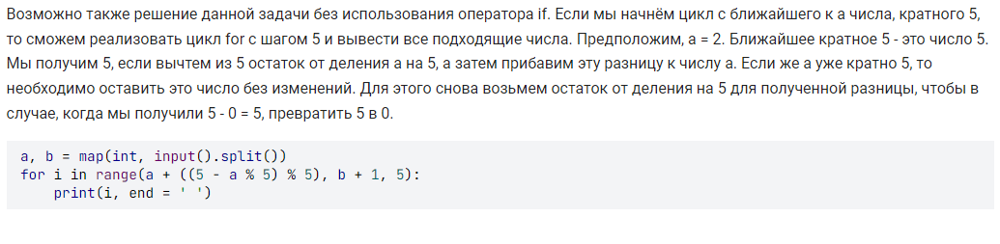 Возможно также решение данной задачи без использования оператора if. Если мы начнём цикл с ближайшего к a числа, кратного 5,
то сможем реализовать цикл for с шагом 5 и вывести все подходящие числа. Предположим, a = 2. Ближайшее кратное 5 - это число 5.
Мы получим 5, если вычтем из 5 остаток от деления a на 5, а затем прибавим эту разницу к числу a. Если же a уже кратно 5, то
необходимо оставить это число без изменений. Для этого снова возьмем остаток от деления на 5 для полученной разницы, чтобы в
случае, когда мы получили 5 - 0 = 5, превратить 5 в 0.
a, b = map(int, input().split())
for i in range(a + ((5 - a % 5) % 5), b + 1, 5):
    print(i, end = ' ')